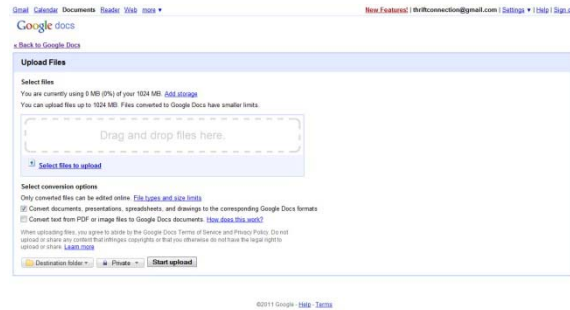 Gmail Calendar Documents Reader Web more ▼
New Features! | thriftconnection@gmail.com | Settings ▼ | Help | Sign o
Google docs
« Back to Google Docs
Upload Files
Select files
You are currently using 0 MB (0%) of your 1024 MB. Add storage
You can upload files up to 1024 MB. Files converted to Google Docs have smaller limits.
Drag and drop files here.
Select files to upload
Select conversion options
Only converted files can be edited online. File types and size limits
Convert documents, presentations, spreadsheets, and drawings to the corresponding Google Docs formats
Convert text from PDF or image files to Google Docs documents. How does this work?
When uploading files, you agree to abide by the Google Docs Terms of Service and Privacy Policy. Do not
upload or share any content that infringes copyrights or that you otherwise do not have the legal right to
upload or share. Learn more
Destination folder ▾ Private ▾ Start upload
©2011 Google - Help - Terms